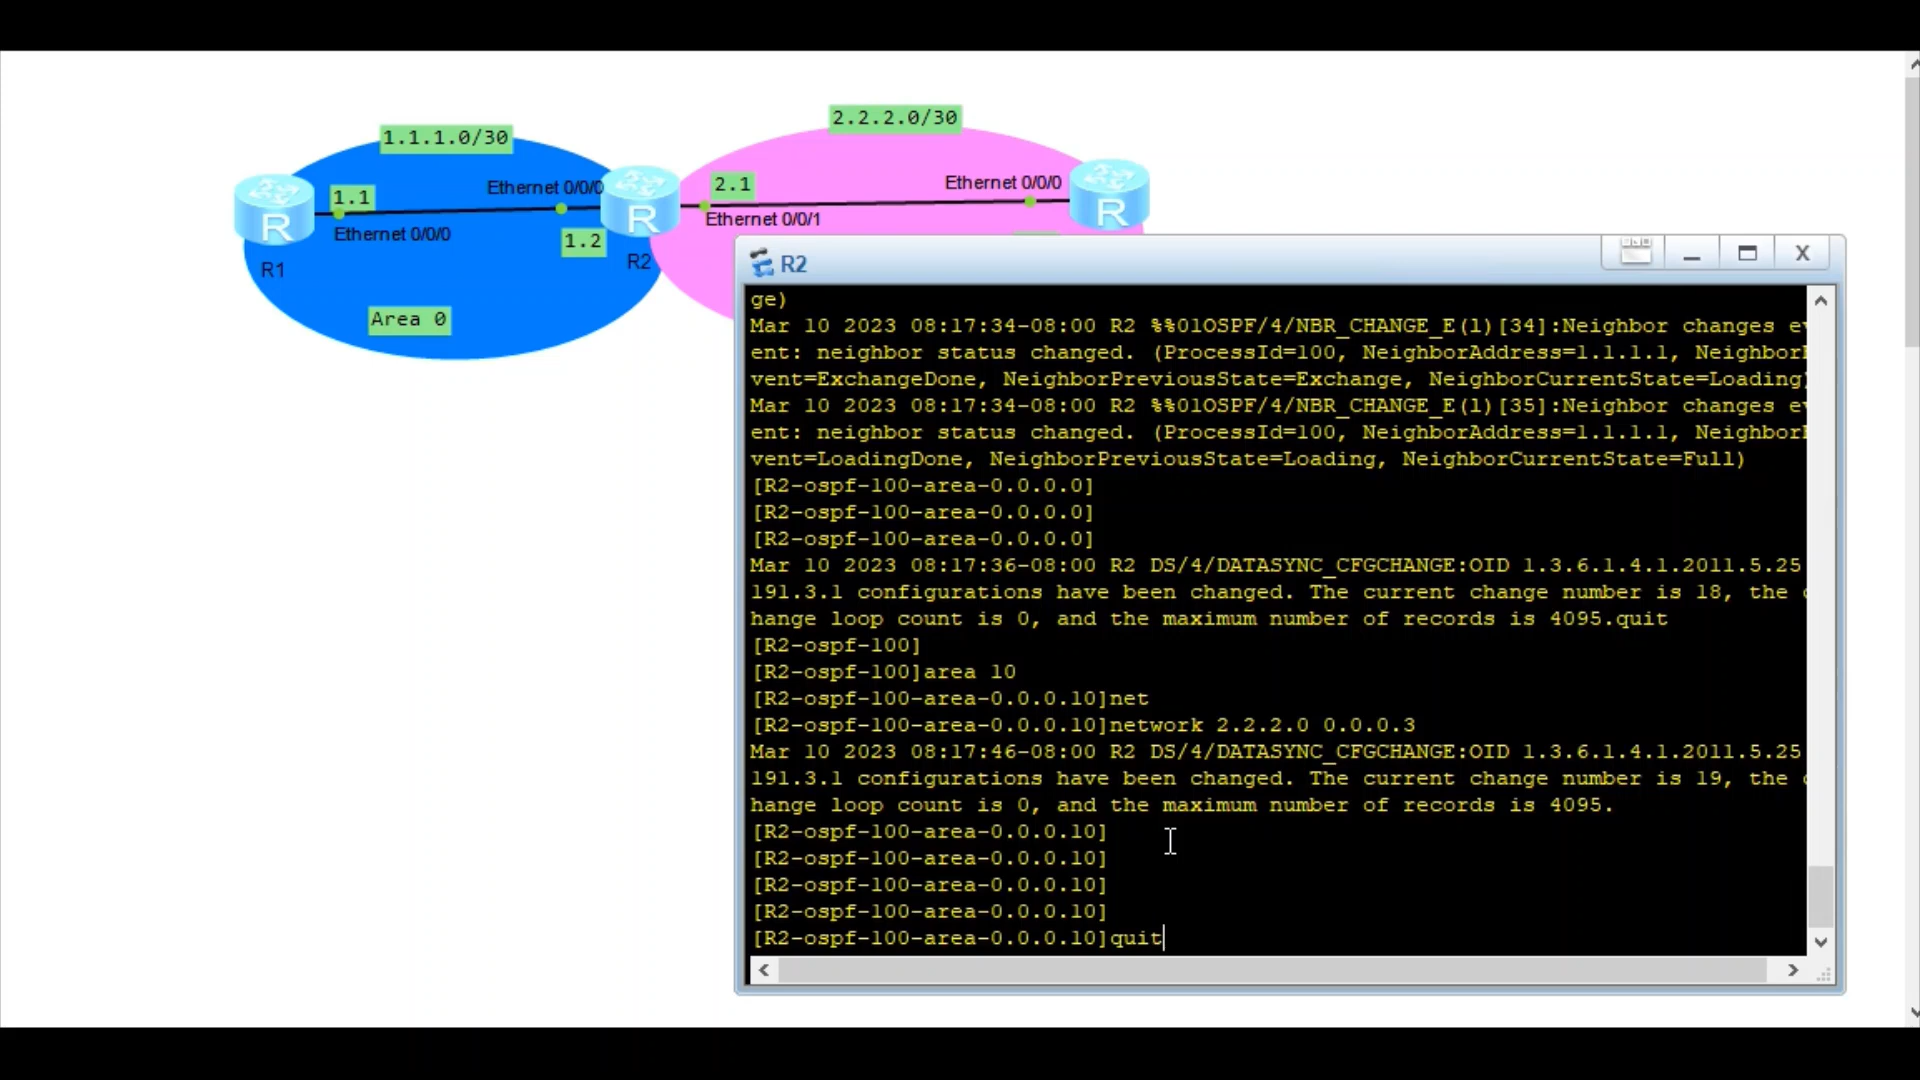 2.2.2.0/30
1.1.1.0/30
Ethernet 0/0/0
2.1
Ethernet 0/0/0
1.1
R
R
R
Ethernet 0/0/1
Ethernet 0/0/0
1.2
R1
R2
Area 0
R2
X
ge)
Mar 10 2023 08:17:34-08:00 R2 %%01OSPF/4/NBR_CHANGE_E(l)[34]:Neighbor changes ev
ent: neighbor status changed. (ProcessId=100, NeighborAddress=1.1.1.1, Neighbor
vent=ExchangeDone, NeighborPreviousState=Exchange, NeighborCurrentState=Loading)
Mar 10 2023 08:17:34-08:00 R2 %%01OSPF/4/NBR_CHANGE_E(l)[35]:Neighbor changes ev
ent: neighbor status changed. (ProcessId=100, NeighborAddress=1.1.1.1, Neighbor
vent=LoadingDone, NeighborPreviousState=Loading, NeighborCurrentState=Full)
[R2-ospf-100-area-0.0.0.0]
[R2-ospf-100-area-0.0.0.0]
[R2-ospf-100-area-0.0.0.0]
Mar 10 2023 08:17:36-08:00 R2 DS/4/DATASYNC_CFGCHANGE:OID 1.3.6.1.4.1.2011.5.25
191.3.1 configurations have been changed. The current change number is 18, the
hange loop count is 0, and the maximum number of records is 4095.quit
[R2-ospf-100]
[R2-ospf-100]area 10
[R2-ospf-100-area-0.0.0.10]net
[R2-ospf-100-area-0.0.0.10]network 2.2.2.0 0.0.0.3
Mar 10 2023 08:17:46-08:00 R2 DS/4/DATASYNC_CFGCHANGE:OID 1.3.6.1.4.1.2011.5.25
191.3.1 configurations have been changed. The current change number is 19, the
hange loop count is 0, and the maximum number of records is 4095.
[R2-ospf-100-area-0.0.0.10]
[R2-ospf-100-area-0.0.0.10]
[R2-ospf-100-area-0.0.0.10]
[R2-ospf-100-area-0.0.0.10]
[R2-ospf-100-area-0.0.0.10]quit